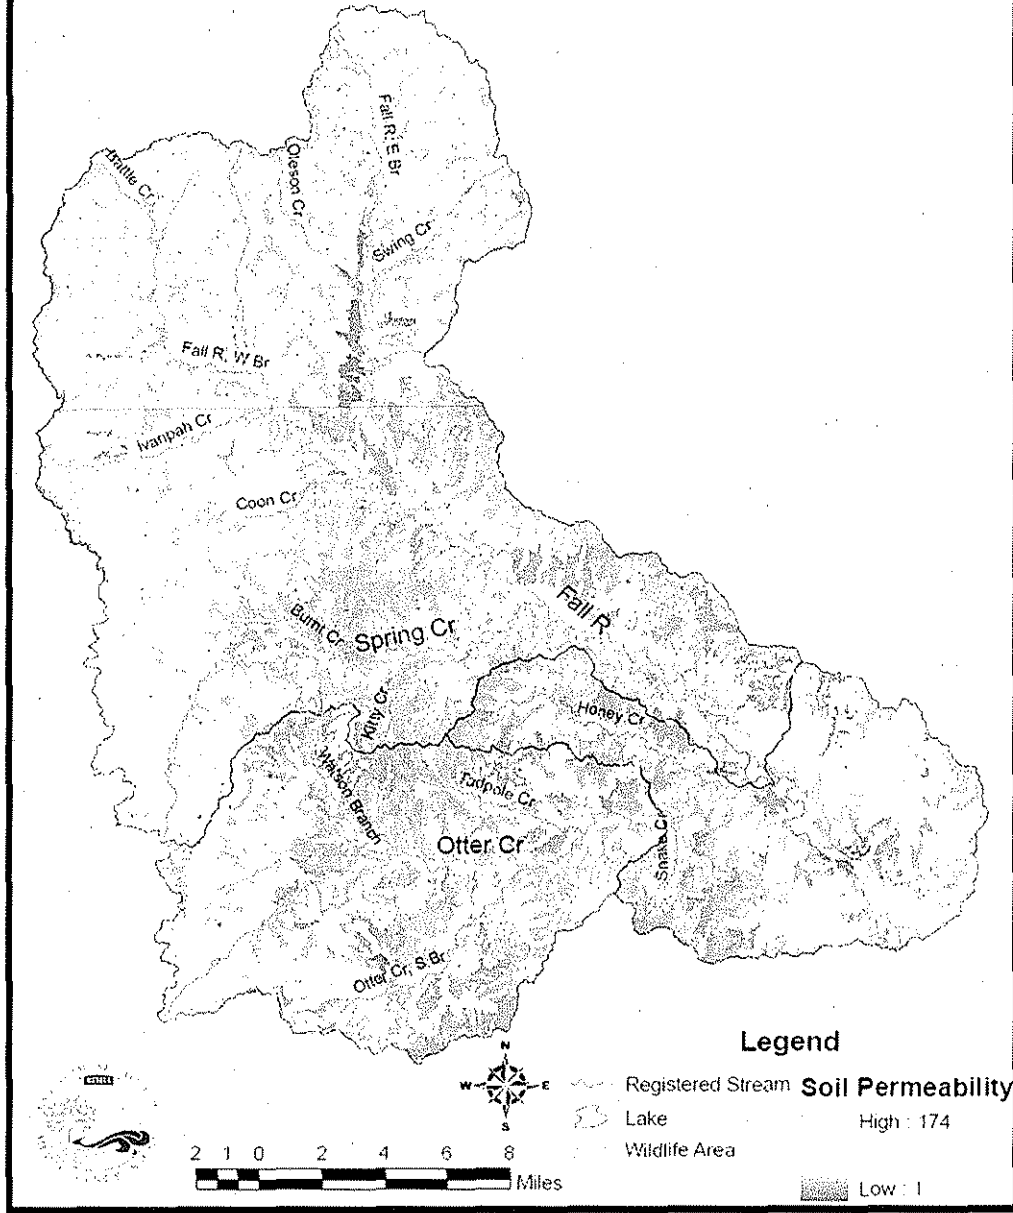 Fall R, E Br
Oleson Cr
Battle Cr
Swing Cr
Fall R, W Br
Ivanpah Cr
Coon Cr
Fall R
Burnt Cr
Spring Cr
Kitty Cr
Honey Cr
Watson Branch
Tadpole Cr
Otter Cr
Snake Cr
Otter Cr, S Br
Legend
N
W E
S
Registered Stream
Lake
Wildlife Area
Soil Permeability
High : 174
Low : 1
2 1 0 2 4 6 8
Miles